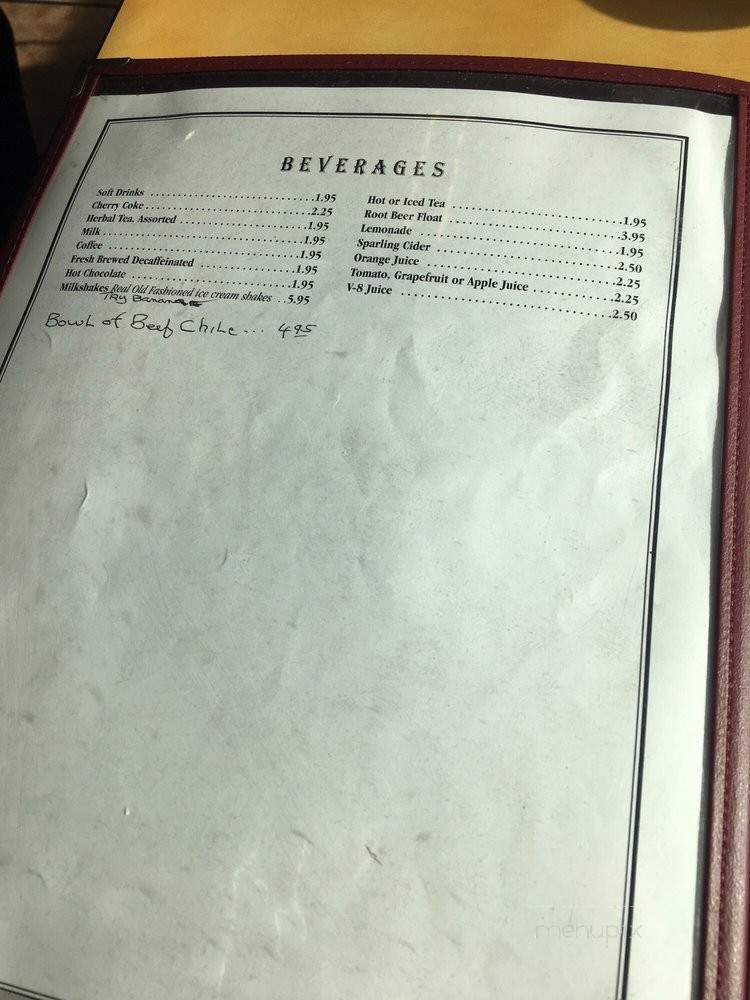 BEVERAGES
Soft Drinks ........................1.95
Cherry Coke........................2.25
Herbal Tea, Assorted ....................1.95
Milk ..............................1.95
Coffee .............................1.95
Fresh Brewed Decaffeinated ................1.95
Hot Chocolate ........................1.95
Milkshakes Real Old Fashioned ice cream shakes ..5.95
TRy Banana
Bowl of Beef Chile... 4.95
Hot or Iced Tea ........................1.95
Root Beer Float ........................3.95
Lemonade ............................1.95
Sparling Cider ........................2.50
Orange Juice ..........................2.25
Tomato, Grapefruit or Apple Juice ............2.25
V-8 Juice ............................2.50
menupix